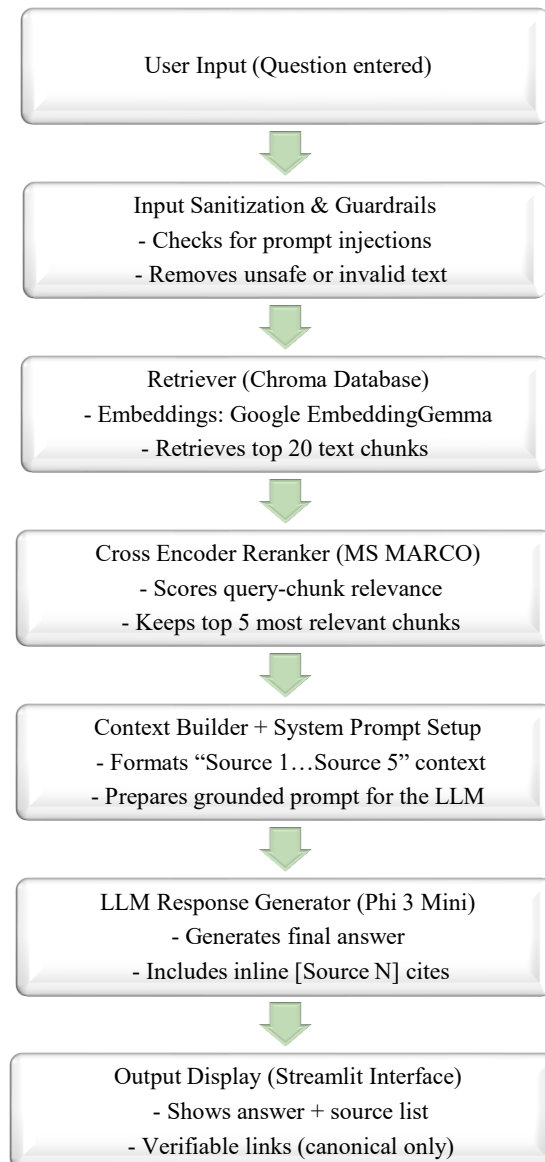 User Input (Question entered)
Input Sanitization & Guardrails
- Checks for prompt injections
- Removes unsafe or invalid text
Retriever (Chroma Database)
- Embeddings: Google EmbeddingGemma
- Retrieves top 20 text chunks
Cross Encoder Reranker (MS MARCO)
- Scores query-chunk relevance
- Keeps top 5 most relevant chunks
Context Builder + System Prompt Setup
- Formats “Source 1…Source 5” context
- Prepares grounded prompt for the LLM
LLM Response Generator (Phi 3 Mini)
- Generates final answer
- Includes inline [Source N] cites
Output Display (Streamlit Interface)
- Shows answer + source list
- Verifiable links (canonical only)